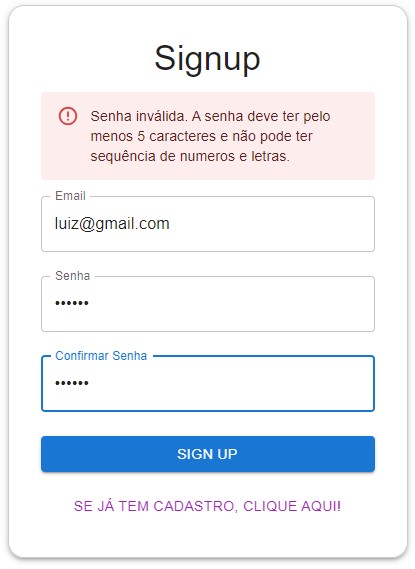 Signup
Senha inválida. A senha deve ter pelo
menos 5 caracteres e não pode ter
sequência de numeros e letras.
Email
luiz@gmail.com
Senha
••••••
Confirmar Senha
••••••
SIGN UP
SE JÁ TEM CADASTRO, CLIQUE AQUI!